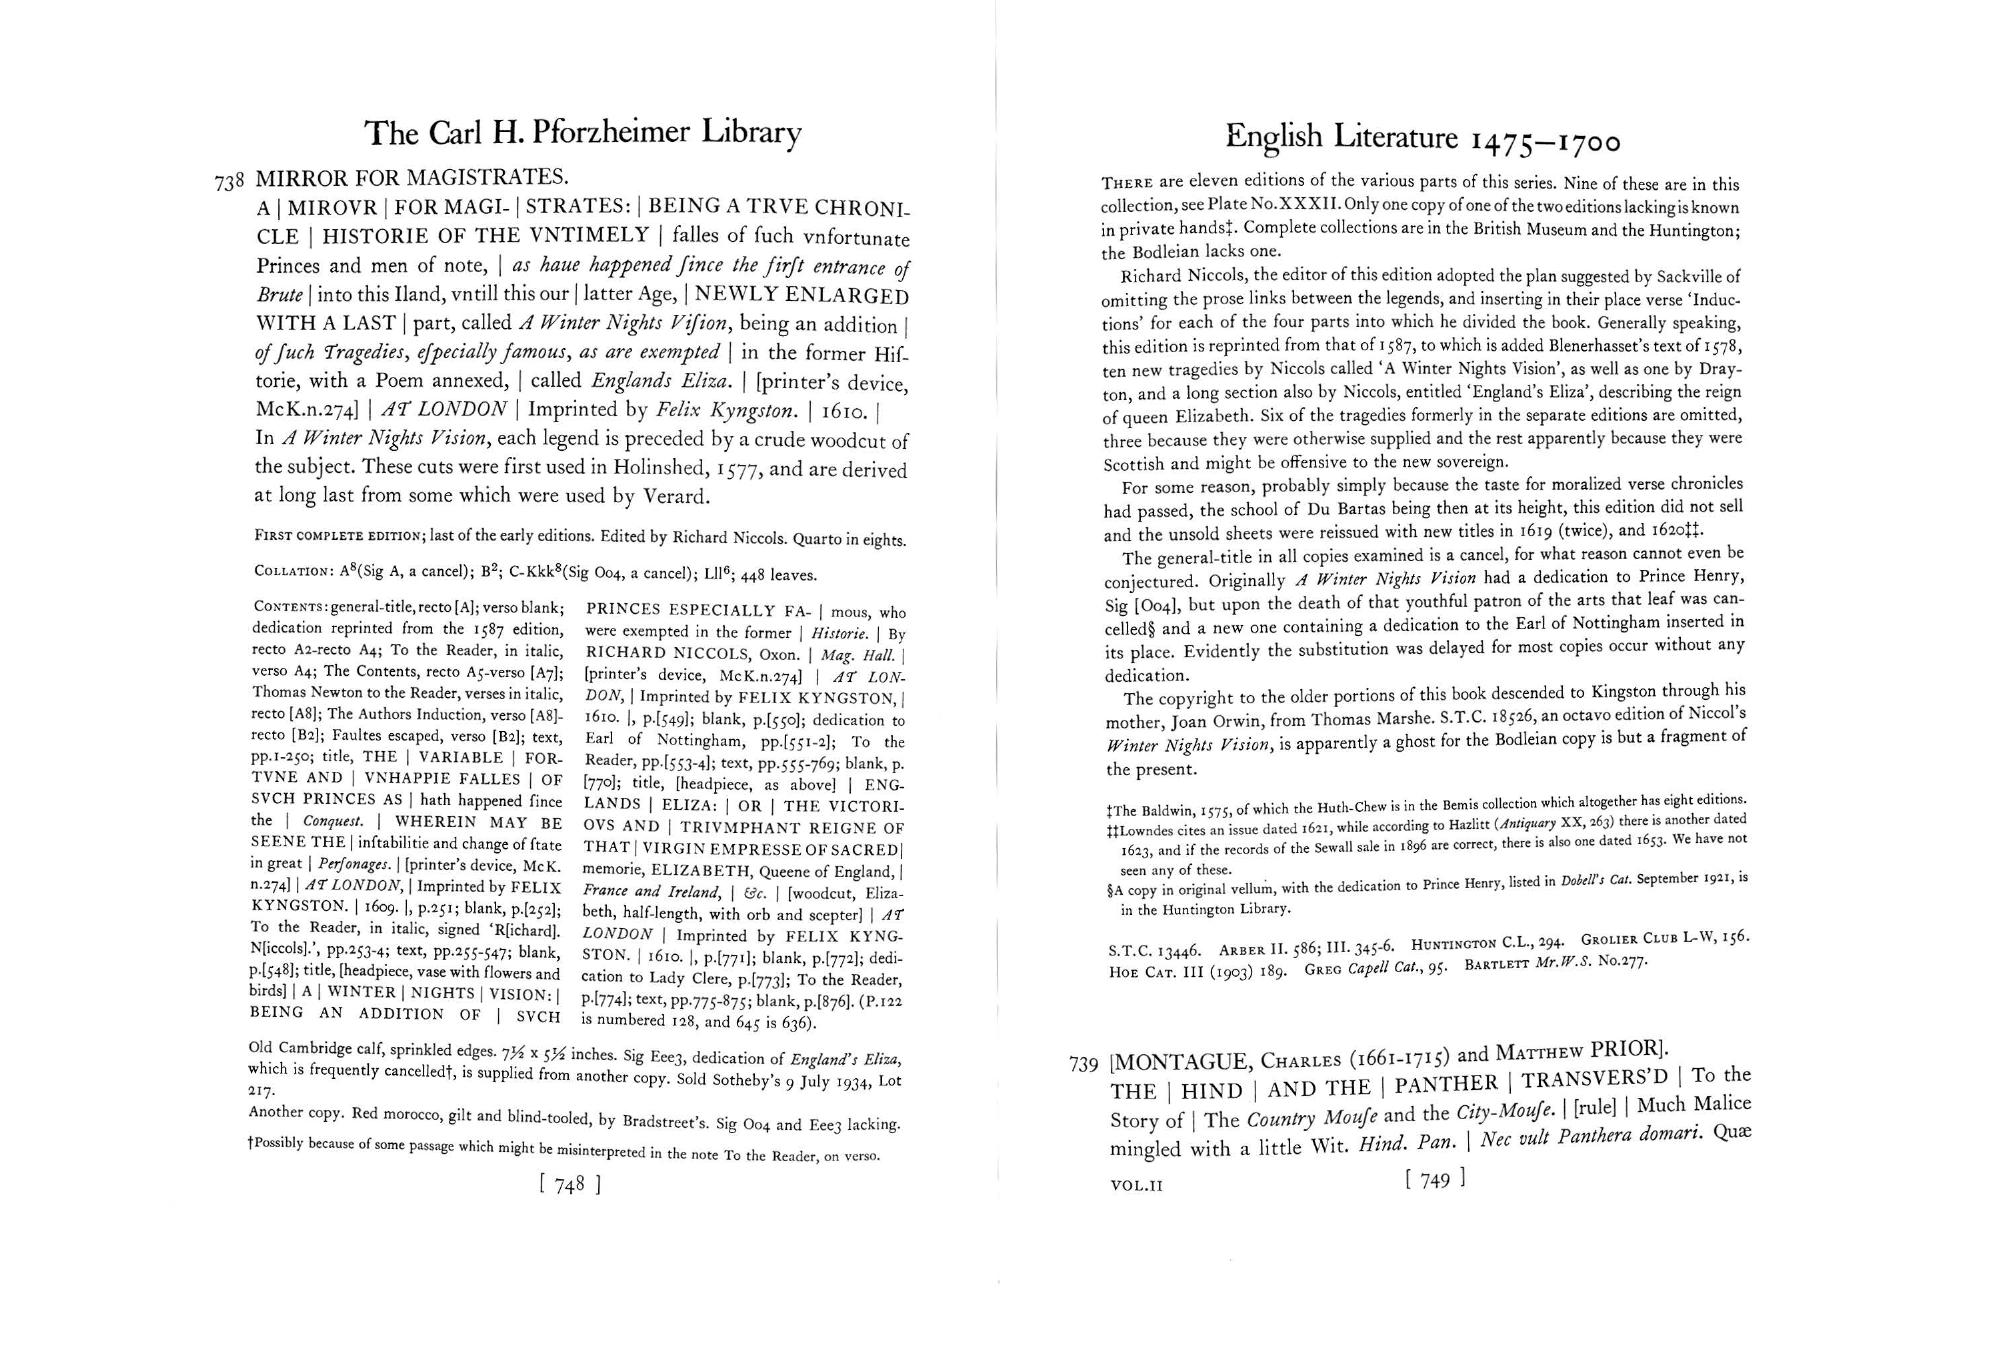 The Carl H. Pforzheimer Library
738 MIRROR FOR MAGISTRATES.
A | MIROVR | FOR MAGI- | STRATES: | BEING A TRVE CHRONI-
CLE | HISTORIE OF THE VNTIMELY | falles of ſuch vnfortunate
Princes and men of note, | as haue happened ſince the firſt entrance of
Brute | into this Iland, vntill this our | latter Age, | NEWLY ENLARGED
WITH A LAST | part, called A Winter Nights Viſion, being an addition |
of ſuch Tragedies, eſpecially famous, as are exempted | in the former Hiſ-
torie, with a Poem annexed, | called Englands Eliza. | [printer's device,
McK.n.274] | AT LONDON | Imprinted by Felix Kyngston. | 1610. |
In A Winter Nights Vision, each legend is preceded by a crude woodcut of
the subject. These cuts were first used in Holinshed, 1577, and are derived
at long last from some which were used by Verard.
FIRST COMPLETE EDITION; last of the early editions. Edited by Richard Niccols. Quarto in eights.
COLLATION: A⁸(Sig A, a cancel); B²; C-Kkk⁸(Sig Oo4, a cancel); Lll⁶; 448 leaves.
CONTENTS: general-title, recto [A]; verso blank;
dedication reprinted from the 1587 edition,
recto A2-recto A4; To the Reader, in italic,
verso A4; The Contents, recto A5-verso [A7];
Thomas Newton to the Reader, verses in italic,
recto [A8]; The Authors Induction, verso [A8]-
recto [B2]; Faultes escaped, verso [B2]; text,
pp.1-250; title, THE | VARIABLE | FOR-
TVNE AND | VNHAPPIE FALLES | OF
SVCH PRINCES AS | hath happened ſince
the | Conquest. | WHEREIN MAY BE
SEENE THE | inſtabilitie and change of ſtate
in great | Perſonages. | [printer's device, McK.
n.274] | AT LONDON, | Imprinted by FELIX
KYNGSTON. | 1609. |, p.251; blank, p.[252];
To the Reader, in italic, signed 'R[ichard].
N[iccols].', pp.253-4; text, pp.255-547; blank,
p.[548]; title, [headpiece, vase with flowers and
birds] | A | WINTER | NIGHTS | VISION: |
BEING AN ADDITION OF | SVCH
PRINCES ESPECIALLY FA- | mous, who
were exempted in the former | Historie. | By
RICHARD NICCOLS, Oxon. | Mag. Hall. |
[printer's device, McK.n.274] | AT LON-
DON, | Imprinted by FELIX KYNGSTON, |
1610. |, p.[549]; blank, p.[550]; dedication to
Earl of Nottingham, pp.[551-2]; To the
Reader, pp.[553-4]; text, pp.555-769; blank, p.
[770]; title, [headpiece, as above] | ENG-
LANDS | ELIZA: | OR | THE VICTORI-
OVS AND | TRIVMPHANT REIGNE OF
THAT | VIRGIN EMPRESSE OF SACRED |
memorie, ELIZABETH, Queene of England, |
France and Ireland, | &c. | [woodcut, Eliza-
beth, half-length, with orb and scepter] | AT
LONDON | Imprinted by FELIX KYNG-
STON. | 1610. |, p.[771]; blank, p.[772]; dedi-
cation to Lady Clere, p.[773]; To the Reader,
p.[774]; text, pp.775-875; blank, p.[876]. (P.122
is numbered 128, and 645 is 636).
Old Cambridge calf, sprinkled edges. 7½ x 5½ inches. Sig Eee3, dedication of England's Eliza,
which is frequently cancelled†, is supplied from another copy. Sold Sotheby's 9 July 1934, Lot
217.
Another copy. Red morocco, gilt and blind-tooled, by Bradstreet's. Sig Oo4 and Eee3 lacking.
†Possibly because of some passage which might be misinterpreted in the note To the Reader, on verso.
[ 748 ]
English Literature 1475–1700
THERE are eleven editions of the various parts of this series. Nine of these are in this
collection, see Plate No.XXXII. Only one copy of one of the two editions lacking is known
in private hands‡. Complete collections are in the British Museum and the Huntington;
the Bodleian lacks one.
Richard Niccols, the editor of this edition adopted the plan suggested by Sackville of
omitting the prose links between the legends, and inserting in their place verse 'Induc-
tions' for each of the four parts into which he divided the book. Generally speaking,
this edition is reprinted from that of 1587, to which is added Blenerhasset's text of 1578,
ten new tragedies by Niccols called 'A Winter Nights Vision', as well as one by Dray-
ton, and a long section also by Niccols, entitled 'England's Eliza', describing the reign
of queen Elizabeth. Six of the tragedies formerly in the separate editions are omitted,
three because they were otherwise supplied and the rest apparently because they were
Scottish and might be offensive to the new sovereign.
For some reason, probably simply because the taste for moralized verse chronicles
had passed, the school of Du Bartas being then at its height, this edition did not sell
and the unsold sheets were reissued with new titles in 1619 (twice), and 1620‡‡.
The general-title in all copies examined is a cancel, for what reason cannot even be
conjectured. Originally A Winter Nights Vision had a dedication to Prince Henry,
Sig [Oo4], but upon the death of that youthful patron of the arts that leaf was can-
celled§ and a new one containing a dedication to the Earl of Nottingham inserted in
its place. Evidently the substitution was delayed for most copies occur without any
dedication.
The copyright to the older portions of this book descended to Kingston through his
mother, Joan Orwin, from Thomas Marshe. S.T.C. 18526, an octavo edition of Niccol's
Winter Nights Vision, is apparently a ghost for the Bodleian copy is but a fragment of
the present.
‡The Baldwin, 1575, of which the Huth-Chew is in the Bemis collection which altogether has eight editions.
‡‡Lowndes cites an issue dated 1621, while according to Hazlitt (Antiquary XX, 263) there is another dated
1623, and if the records of the Sewall sale in 1896 are correct, there is also one dated 1653. We have not
seen any of these.
§A copy in original vellum, with the dedication to Prince Henry, listed in Dobell's Cat. September 1921, is
in the Huntington Library.
S.T.C. 13446. ARBER II. 586; III. 345-6. HUNTINGTON C.L., 294. GROLIER CLUB L-W, 156.
HOE CAT. III (1903) 189. GREG Capell Cat., 95. BARTLETT Mr.W.S. No.277.
739 [MONTAGUE, CHARLES (1661-1715) and MATTHEW PRIOR].
THE | HIND | AND THE | PANTHER | TRANSVERS'D | To the
Story of | The Country Mouſe and the City-Mouſe. | [rule] | Much Malice
mingled with a little Wit. Hind. Pan. | Nec vult Panthera domari. Quæ
VOL.II
[ 749 ]